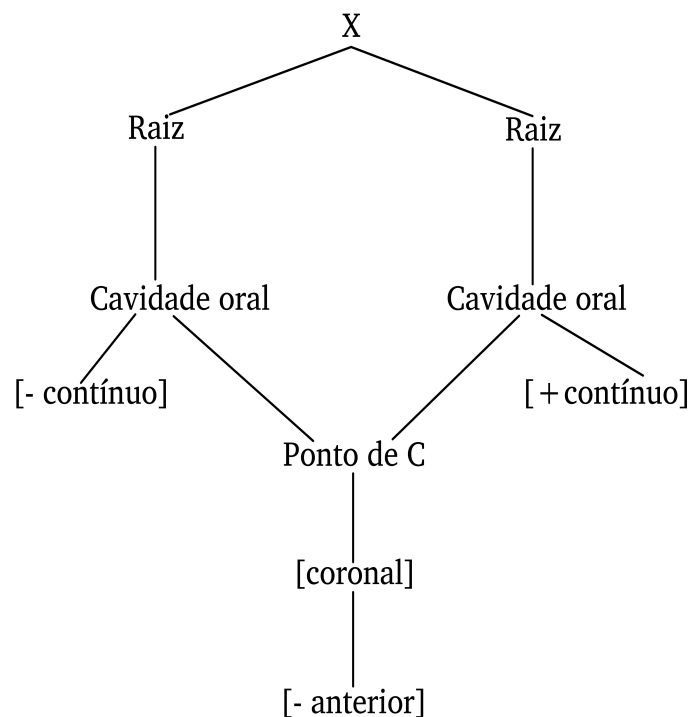 X
Raiz Raiz
Cavidade oral Cavidade oral
[- contínuo] [+contínuo]
Ponto de C
[coronal]
[- anterior]